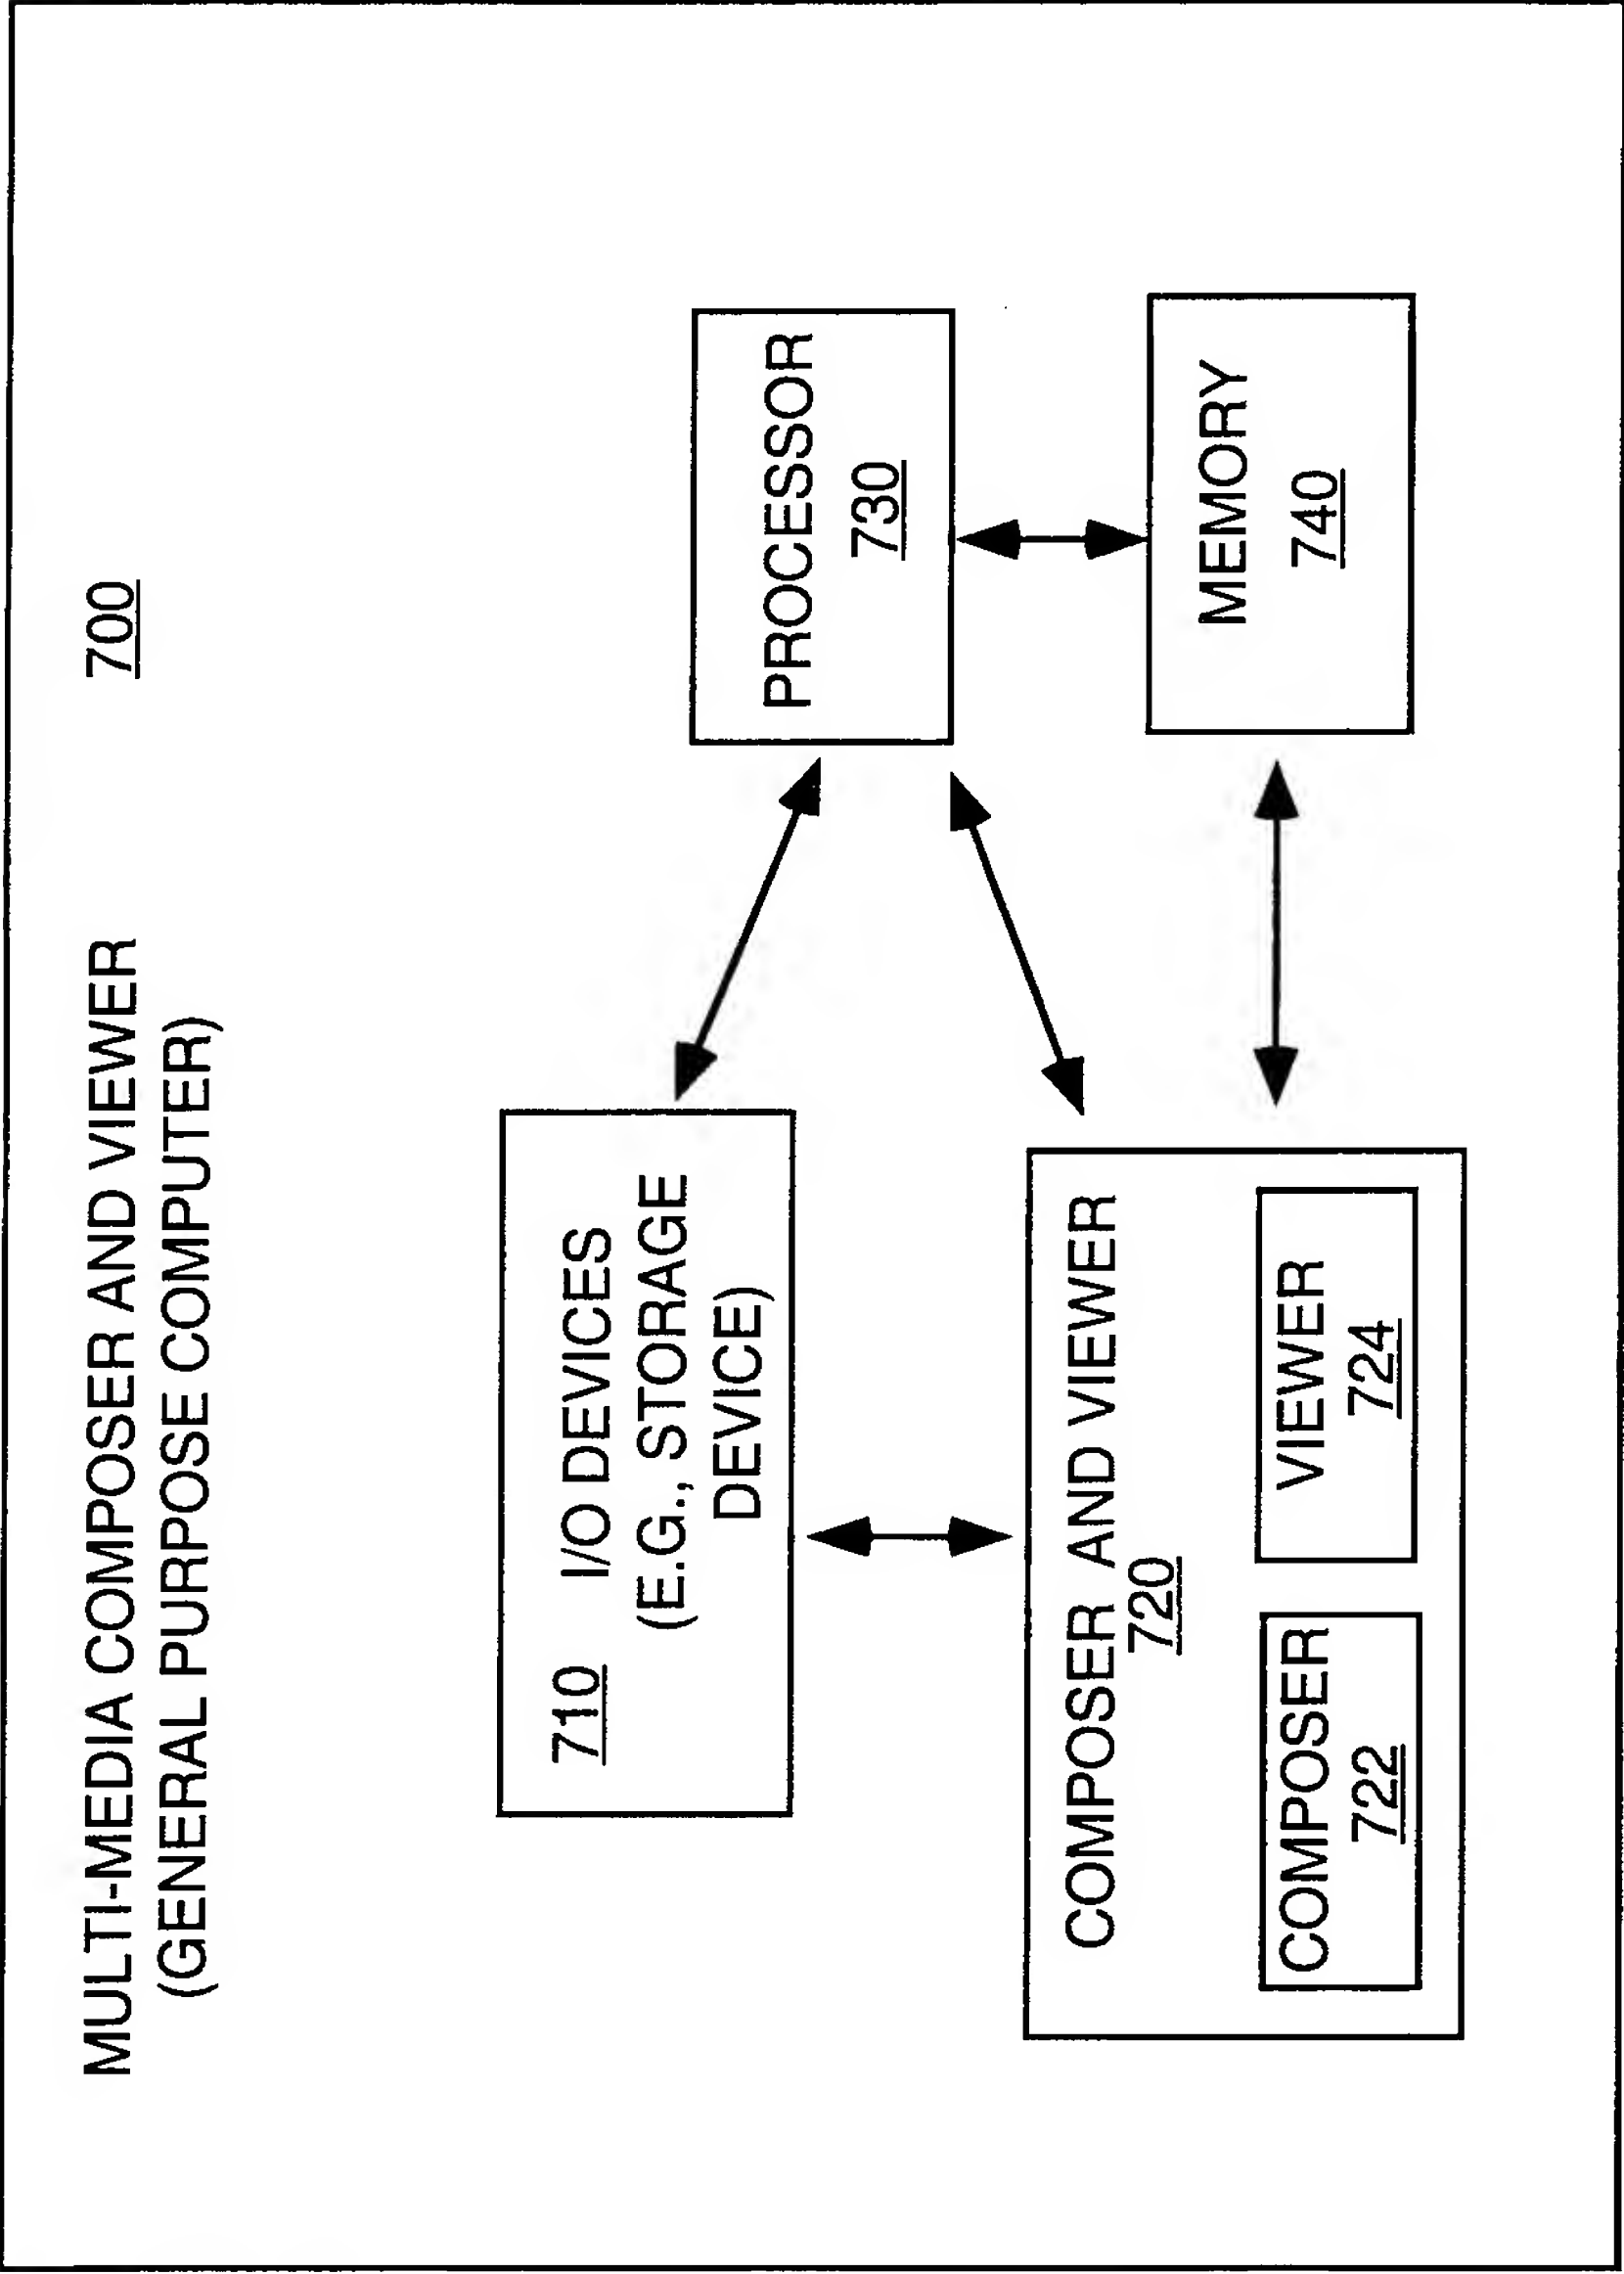 MULTI-MEDIA COMPOSER AND VIEWER
(GENERAL PURPOSE COMPUTER)
700
710
I/O DEVICES
(E.G., STORAGE
DEVICE)
PROCESSOR
730
COMPOSER AND VIEWER
720
COMPOSER
722
VIEWER
724
MEMORY
740